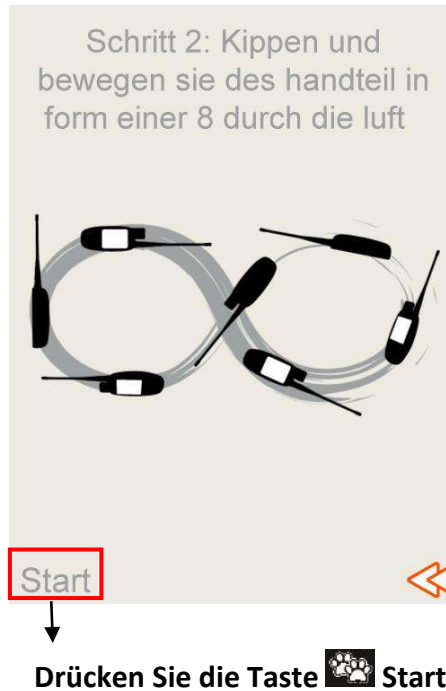 Schritt 2: Kippen und
bewegen sie des handteil in
form einer 8 durch die luft
Start
Drücken Sie die Taste Start